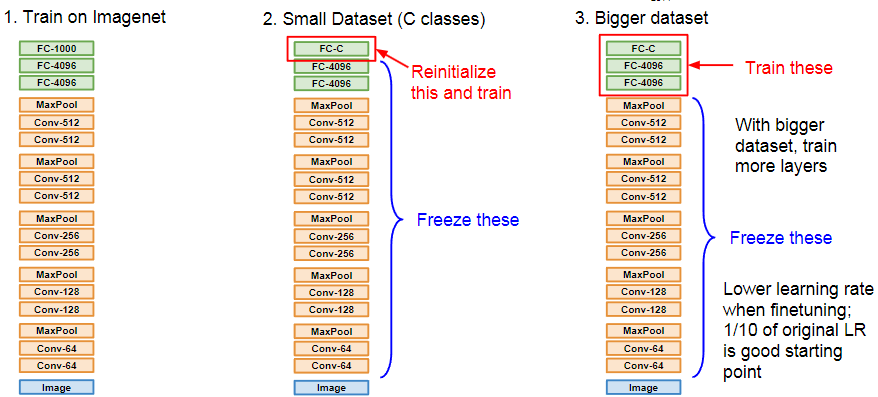 1. Train on Imagenet
FC-1000
FC-4096
FC-4096
MaxPool
Conv-512
Conv-512
MaxPool
Conv-512
Conv-512
MaxPool
Conv-256
Conv-256
MaxPool
Conv-128
Conv-128
MaxPool
Conv-64
Conv-64
Image
2. Small Dataset (C classes)
FC-C
FC-4096
FC-4096
MaxPool
Conv-512
Conv-512
MaxPool
Conv-512
Conv-512
MaxPool
Conv-256
Conv-256
MaxPool
Conv-128
Conv-128
MaxPool
Conv-64
Conv-64
Image
Reinitialize
this and train
Freeze these
3. Bigger dataset
FC-C
FC-4096
FC-4096
MaxPool
Conv-512
Conv-512
MaxPool
Conv-512
Conv-512
MaxPool
Conv-256
Conv-256
MaxPool
Conv-128
Conv-128
MaxPool
Conv-64
Conv-64
Image
Train these
With bigger
dataset, train
more layers
Freeze these
Lower learning rate
when finetuning;
1/10 of original LR
is good starting
point